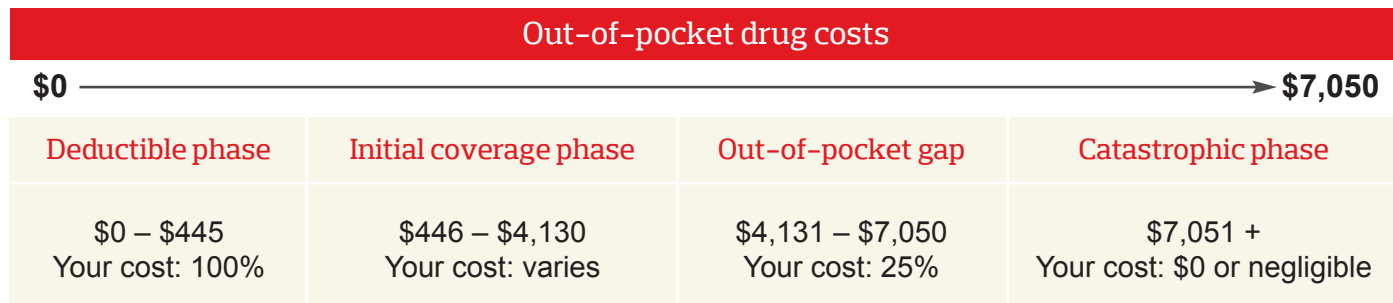 Out-of-pocket drug costs
$0 $7,050
Deductible phase Initial coverage phase Out-of-pocket gap Catastrophic phase
$0 – $445 $446 – $4,130 $4,131 – $7,050 $7,051 +
Your cost: 100% Your cost: varies Your cost: 25% Your cost: $0 or negligible